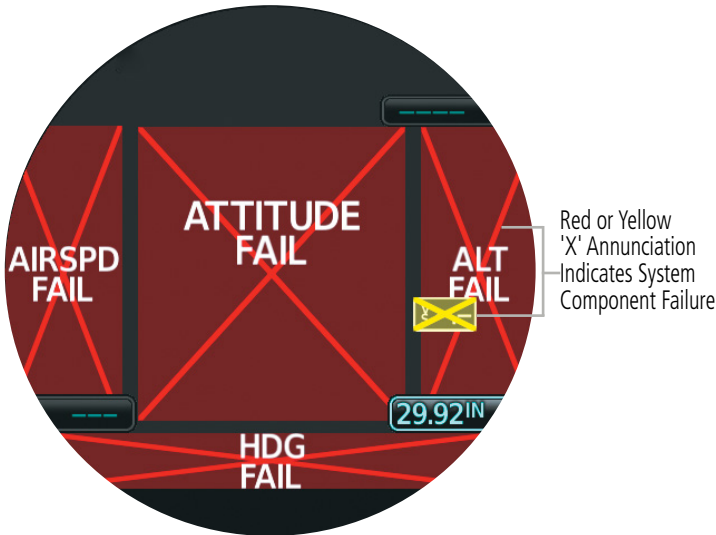 ----
ATTITUDE
FAIL
AIRSPD
FAIL
ALT
FAIL
---
29.92IN
HDG
FAIL
Red or Yellow
'X' Annunciation
Indicates System
Component Failure